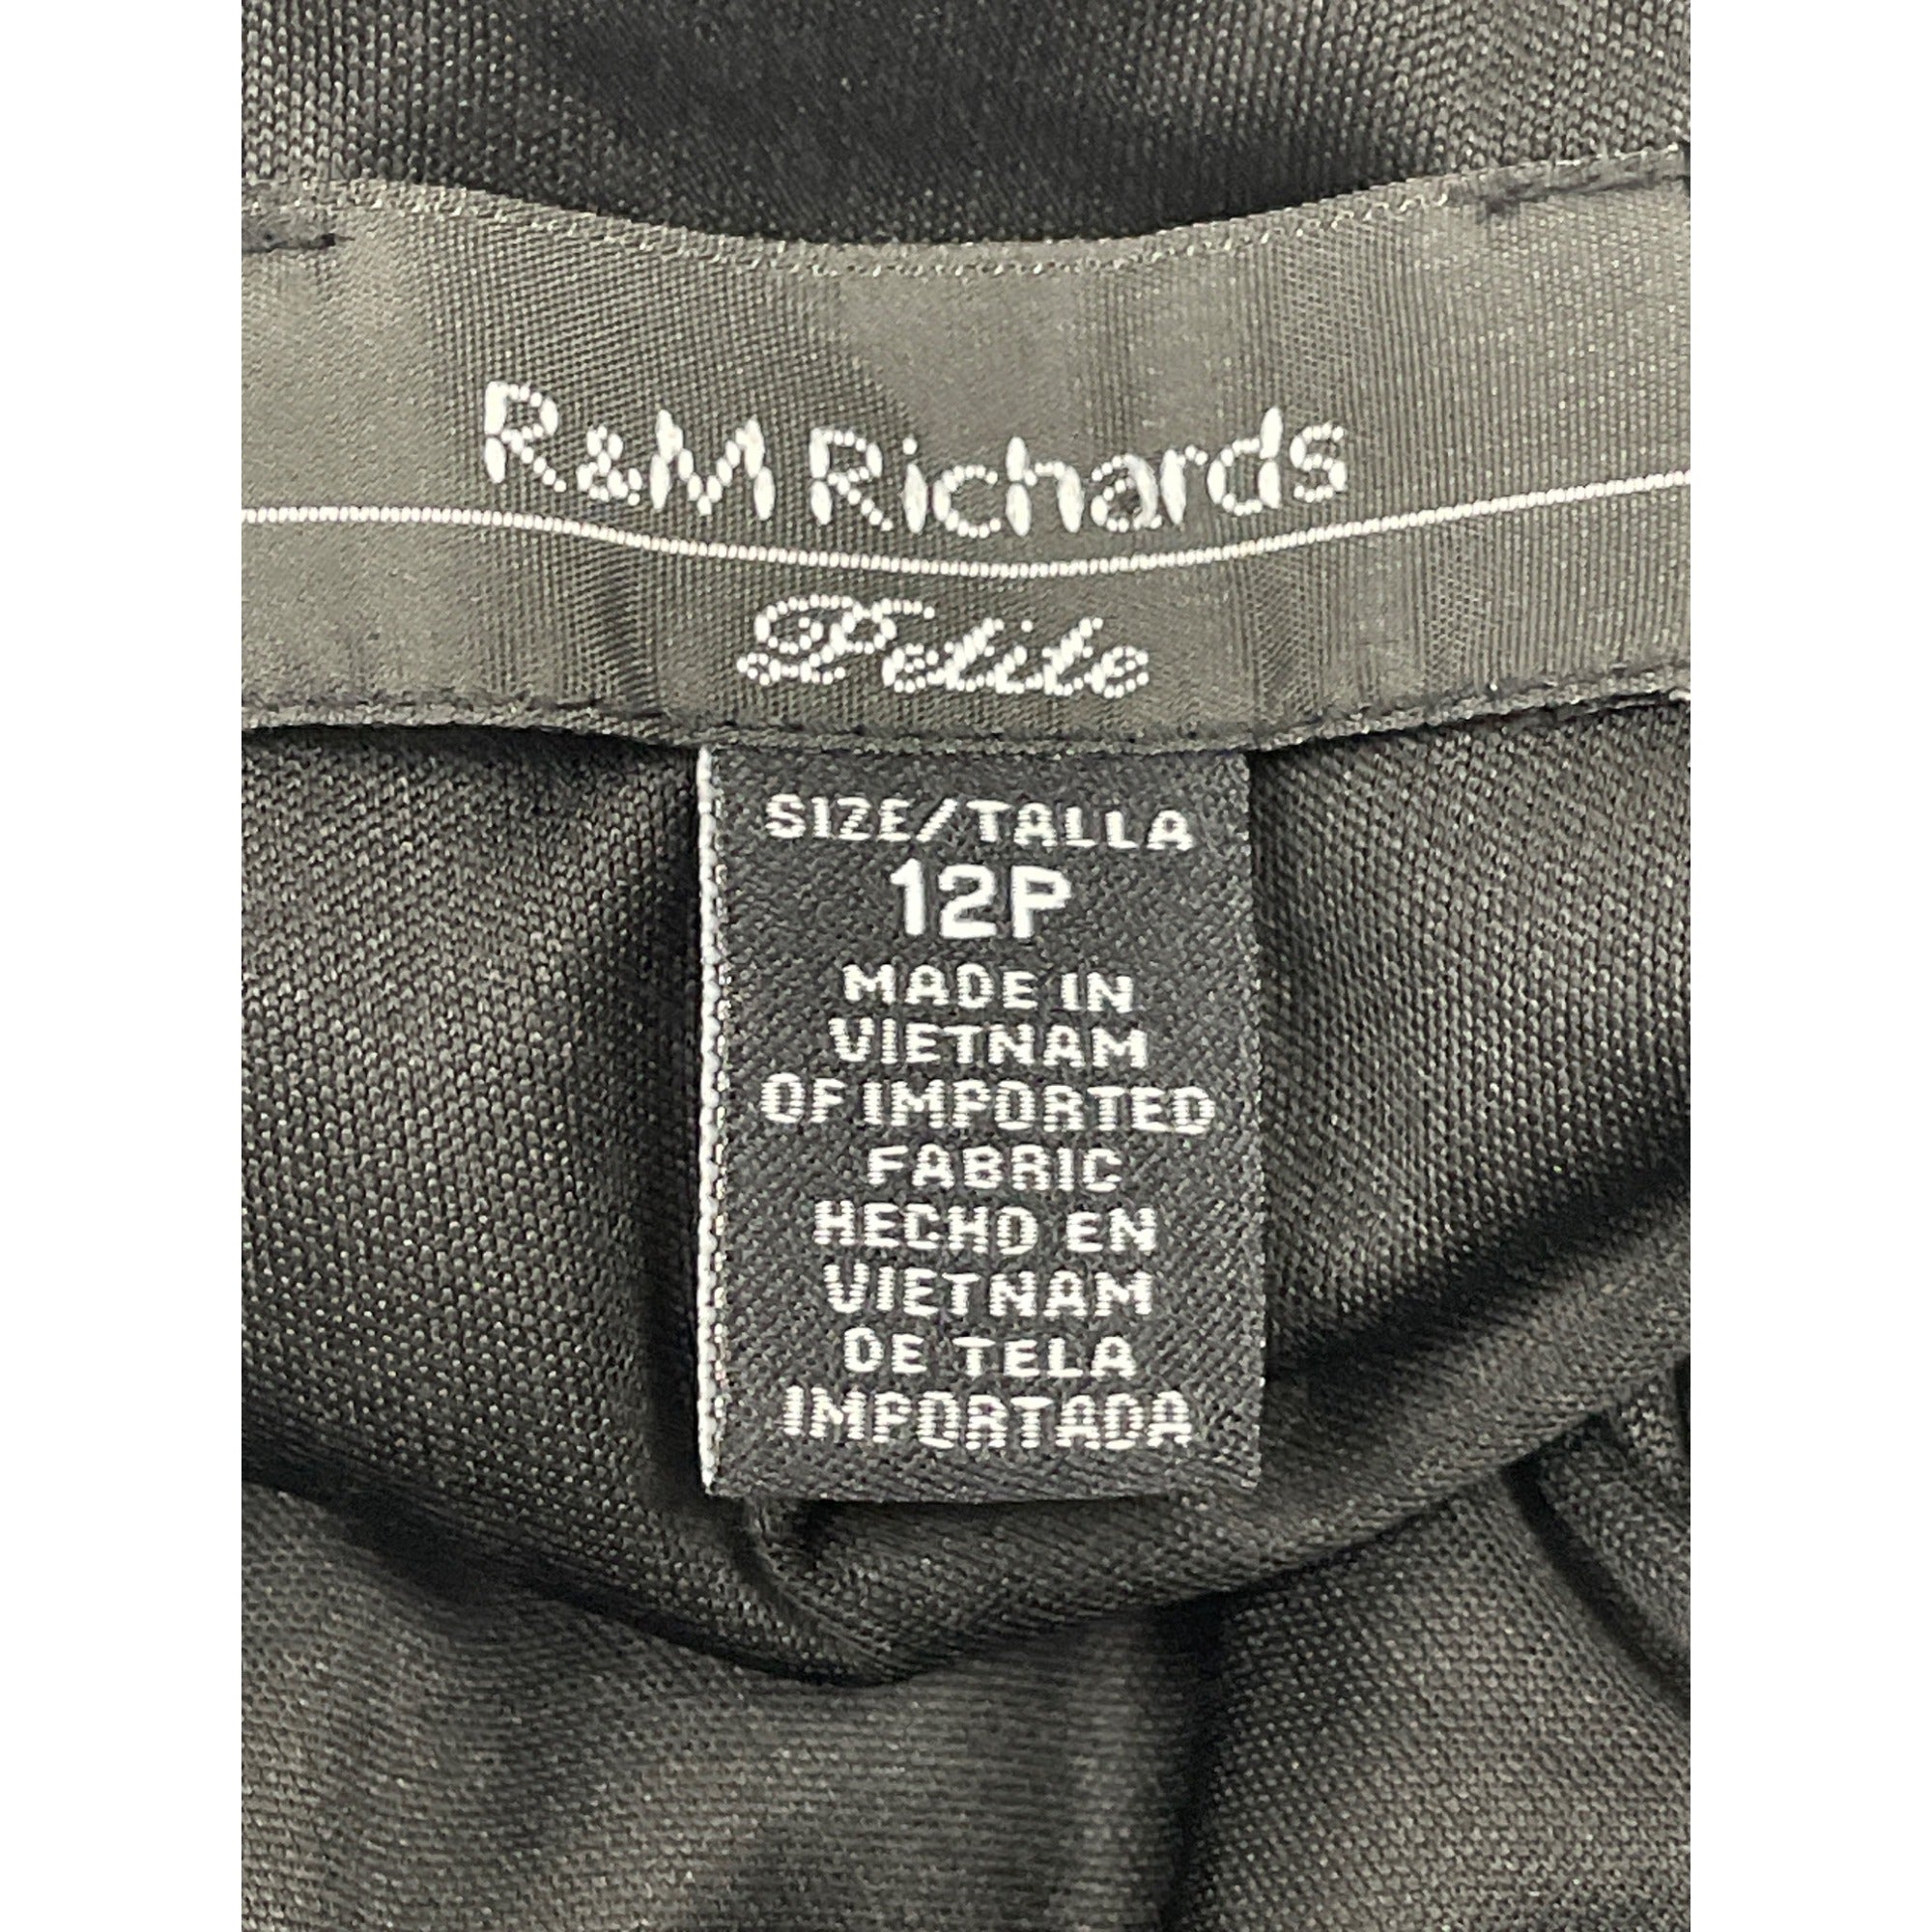 R&M Richards
Petite
SIZE/TALLA
12P
MADE IN
VIETNAM
OF IMPORTED
FABRIC
HECHO EN
VIETNAM
DE TELA
IMPORTADA